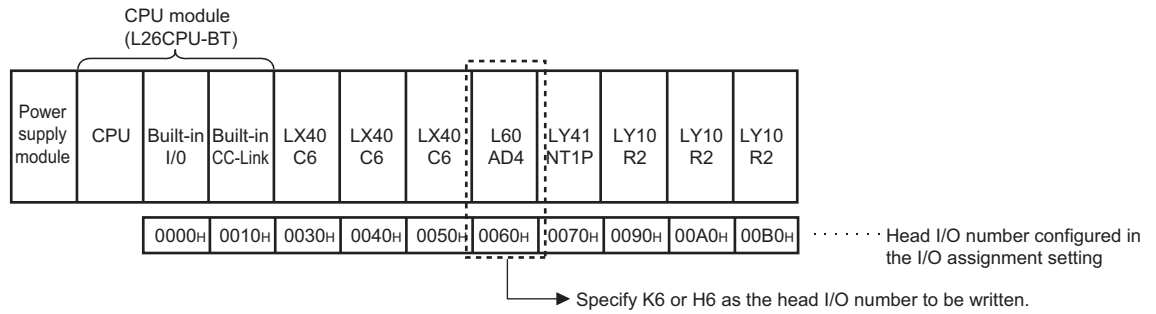 CPU module
(L26CPU-BT)
Power
supply
module
CPU
Built-in
I/0
Built-in
CC-Link
LX40
C6
LX40
C6
LX40
C6
L60
AD4
LY41
NT1P
LY10
R2
LY10
R2
LY10
R2
0000H 0010H 0030H 0040H 0050H 0060H 0070H 0090H 00A0H 00B0H
Head I/O number configured in
the I/O assignment setting
Specify K6 or H6 as the head I/O number to be written.